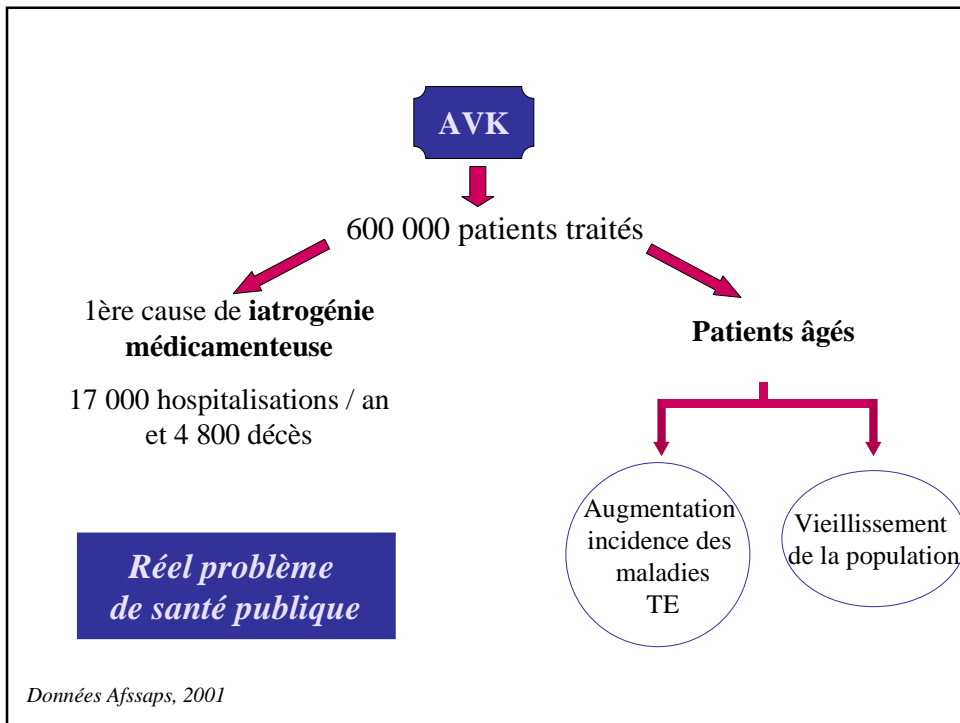 AVK
600 000 patients traités
1ère cause de iatrogénie
médicamenteuse
17 000 hospitalisations / an
et 4 800 décès
Patients âgés
Augmentation
incidence des
maladies
TE
Vieillissement
de la population
Réel problème
de santé publique
Données Afssaps, 2001